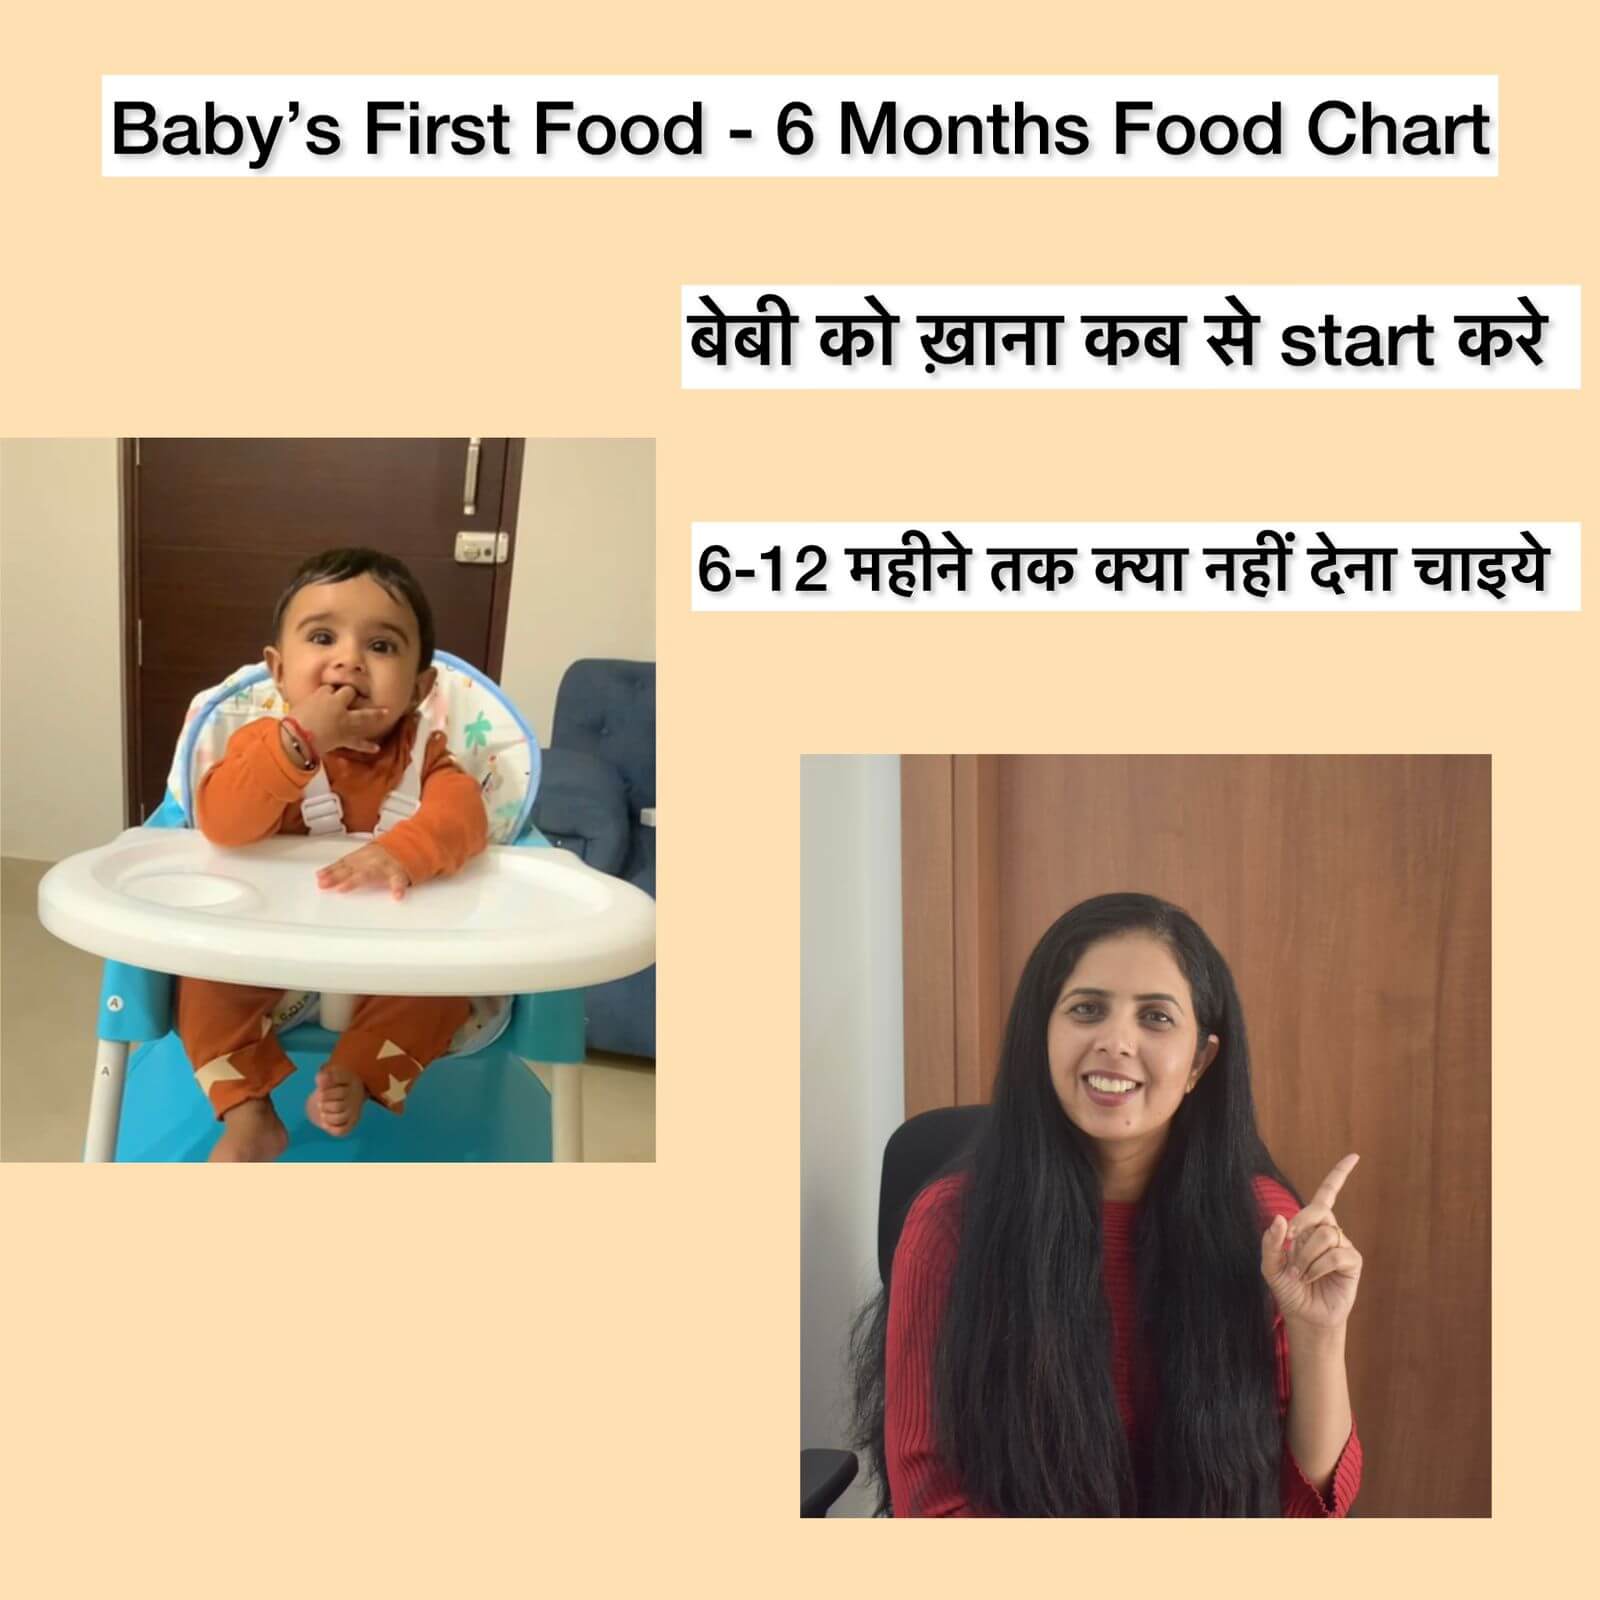 Baby’s First Food - 6 Months Food Chart
बेबी को ख़ाना कब से start करे
6-12 महीने तक क्या नहीं देना चाइये
A
A